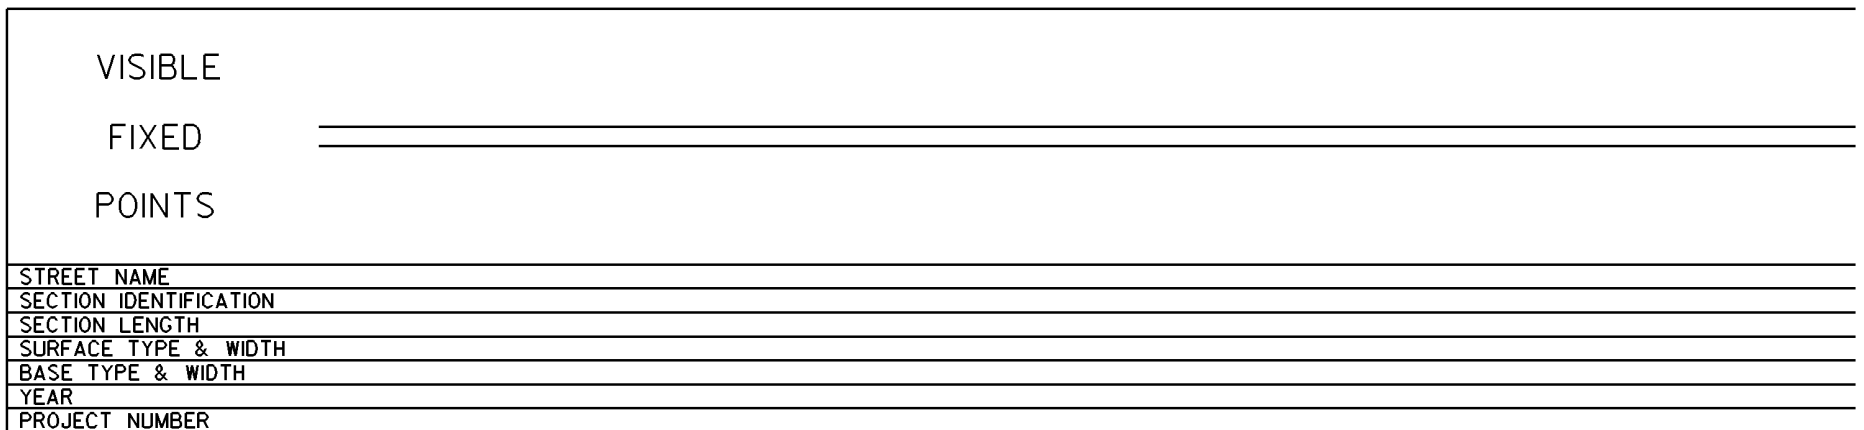 VISIBLE
FIXED
POINTS
STREET NAME
SECTION IDENTIFICATION
SECTION LENGTH
SURFACE TYPE & WIDTH
BASE TYPE & WIDTH
YEAR
PROJECT NUMBER